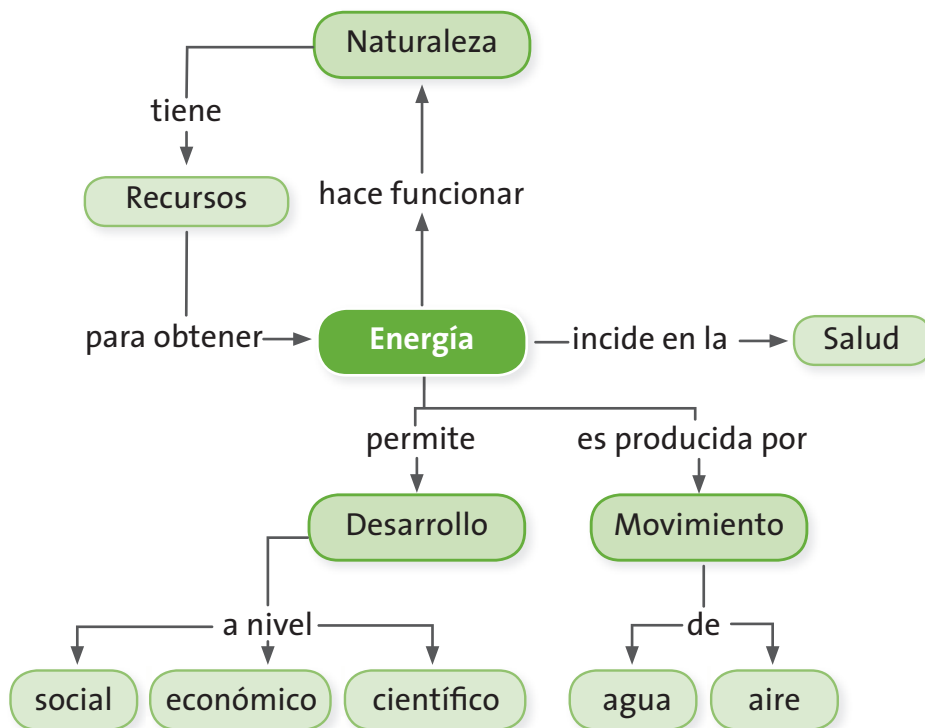 Naturaleza
tiene
Recursos
hace funcionar
para obtener
Energía
incide en la
Salud
permite
es producida por
Desarrollo
Movimiento
a nivel
de
social
económico
científico
agua
aire